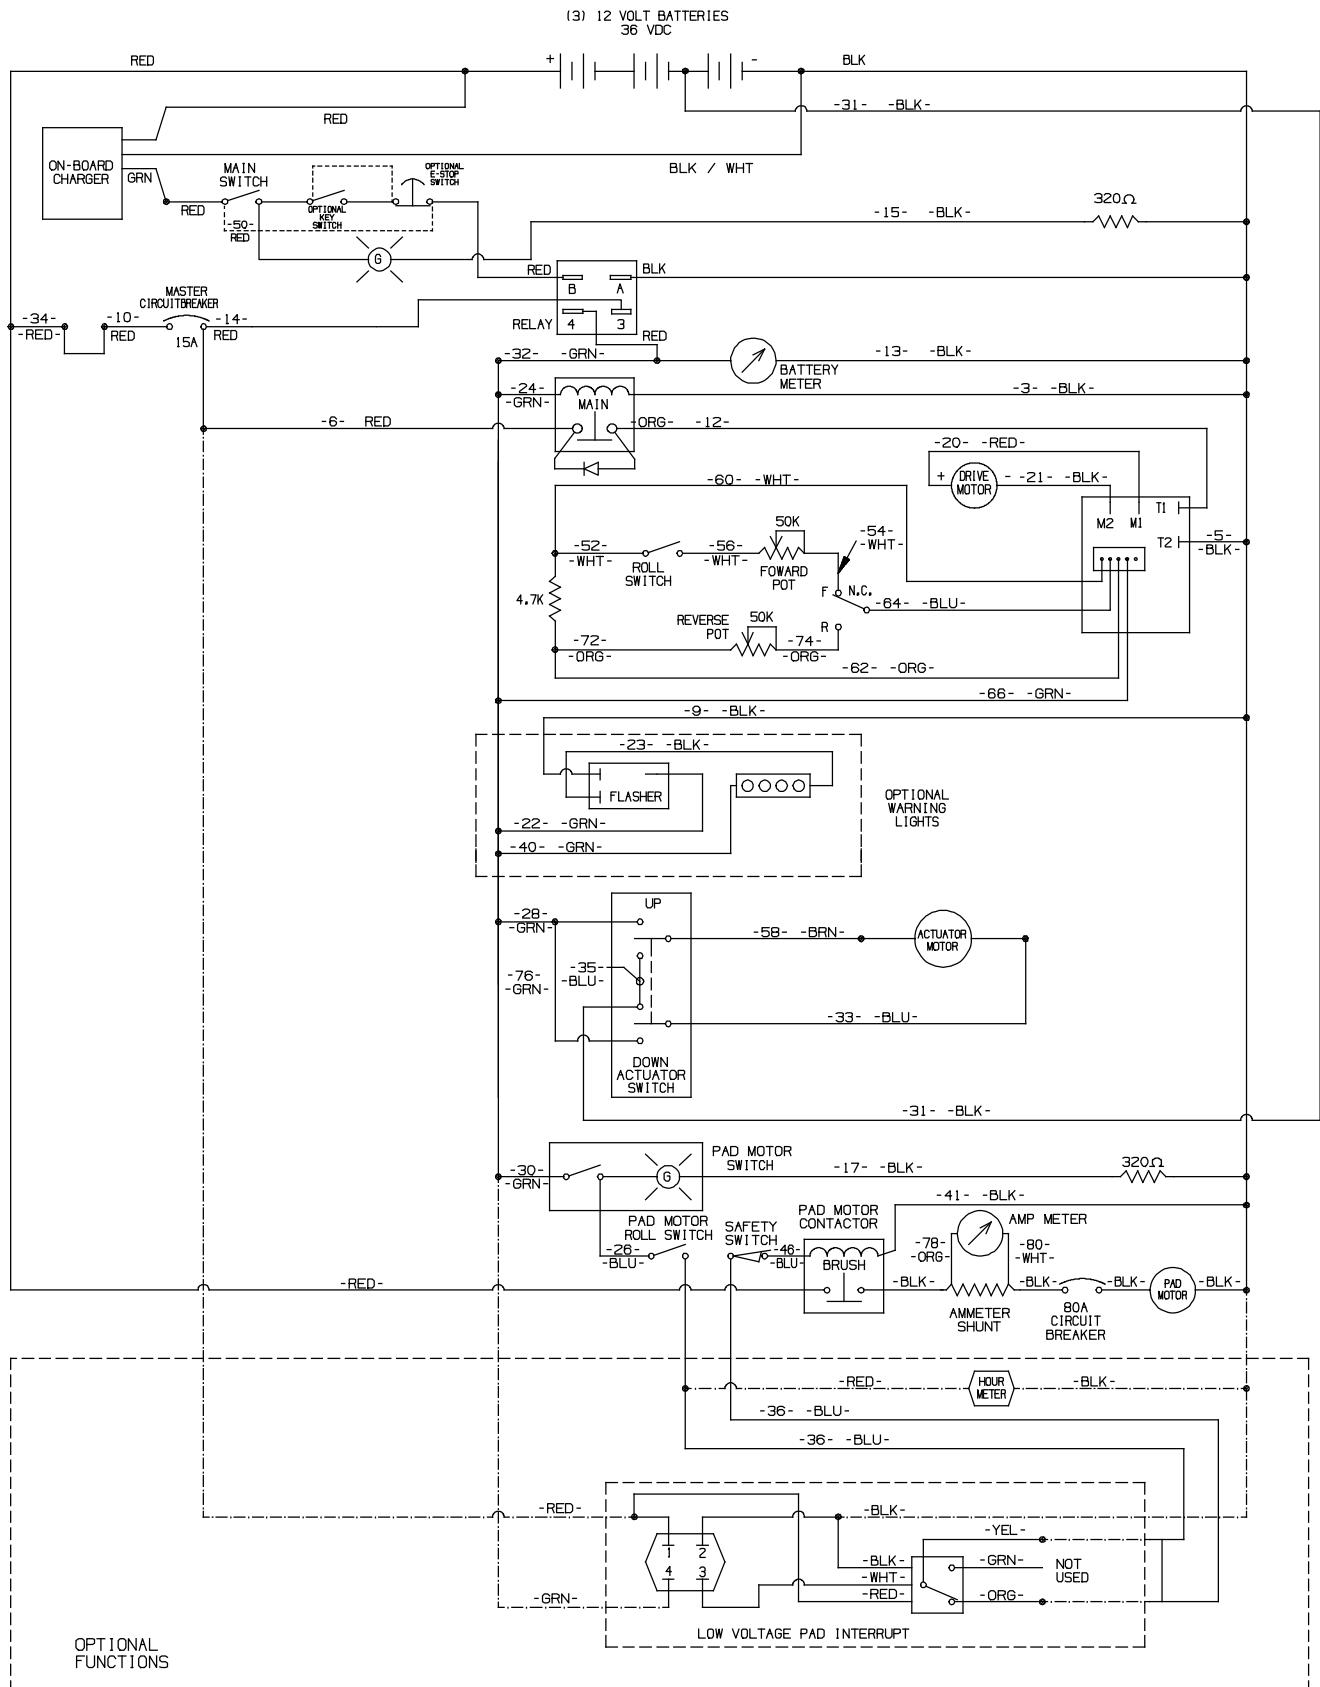 (3) 12 VOLT BATTERIES
36 VDC
RED
+
-
BLK
-31- -BLK-
RED
ON-BOARD
CHARGER
BLK / WHT
GRN
MAIN
SWITCH
OPTIONAL
E-STOP
SWITCH
RED
-50-
RED
OPTIONAL
KEY
SWITCH
-15- -BLK-
320Ω
G
RED
BLK
B
A
4
3
RELAY
RED
MASTER
CIRCUITBREAKER
-34-
-RED-
-10-
RED
15A
-14-
RED
-32- -GRN-
BATTERY
METER
-13- -BLK-
-24-
-GRN-
MAIN
-3- -BLK-
-6- RED
-ORG- -12-
-20- -RED-
+
DRIVE
MOTOR
-
-21- -BLK-
-60- -WHT-
M2
M1
T1
T2
-5-
-BLK-
50K
-54-
-WHT-
-52-
-WHT-
ROLL
SWITCH
-56-
-WHT-
FOWARD
POT
F
N.C.
4.7K
-64- -BLU-
REVERSE
POT
50K
R
-72-
-ORG-
-74-
-ORG-
-62- -ORG-
-66- -GRN-
-9- -BLK-
-23- -BLK-
FLASHER
OPTIONAL
WARNING
LIGHTS
-22- -GRN-
-40- -GRN-
UP
-28-
-GRN-
-58- -BRN-
ACTUATOR
MOTOR
-76-
-GRN-
-35-
-BLU-
-33- -BLU-
DOWN
ACTUATOR
SWITCH
-31- -BLK-
-30-
-GRN-
G
PAD MOTOR
SWITCH
-17- -BLK-
320Ω
-41- -BLK-
PAD MOTOR
ROLL SWITCH
SAFETY
SWITCH
PAD MOTOR
CONTACTOR
AMP METER
-26-
-BLU-
-46-
-BLU-
BRUSH
-78-
-ORG-
-80-
-WHT-
-RED-
-BLK-
AMMETER
SHUNT
-BLK-
80A
CIRCUIT
BREAKER
-BLK-
PAD
MOTOR
-BLK-
-RED-
HOUR
METER
-BLK-
-36- -BLU-
-36- -BLU-
-RED-
-BLK-
-YEL-
1
2
4
3
-BLK-
-WHT-
-RED-
-GRN-
NOT
USED
-ORG-
-GRN-
LOW VOLTAGE PAD INTERRUPT
OPTIONAL
FUNCTIONS